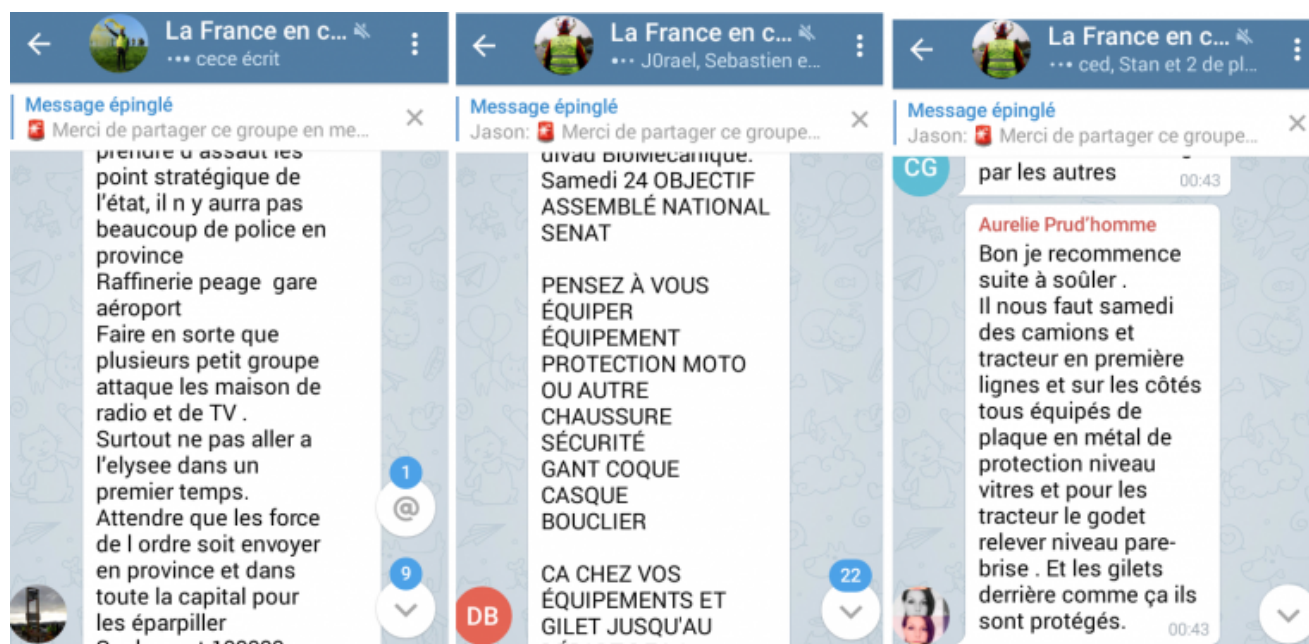 La France en c...
... cece écrit
Message épinglé
Merci de partager ce groupe en me...
prendre d'assaut les
point stratégique de
l'état, il n y aurra pas
beaucoup de police en
province
Raffinerie peage gare
aéroport
Faire en sorte que
plusieurs petit groupe
attaque les maison de
radio et de TV .
Surtout ne pas aller a
l'elysee dans un
premier temps.
Attendre que les force
de l ordre soit envoyer
en province et dans
toute la capital pour
les éparpiller
1
@
9
La France en c...
... J0rael, Sebastien e...
Message épinglé
Jason: Merci de partager ce groupe...
divad BioMécanique.
Samedi 24 OBJECTIF
ASSEMBLÉ NATIONAL
SENAT
PENSEZ À VOUS
ÉQUIPER
ÉQUIPEMENT
PROTECTION MOTO
OU AUTRE
CHAUSSURE
SÉCURITÉ
GANT COQUE
CASQUE
BOUCLIER
CA CHEZ VOS
ÉQUIPEMENTS ET
GILET JUSQU'AU
DB
22
La France en c...
... ced, Stan et 2 de pl...
Message épinglé
Jason: Merci de partager ce groupe...
CG
par les autres
00:43
Aurelie Prud'homme
Bon je recommence
suite à soûler .
Il nous faut samedi
des camions et
tracteur en première
lignes et sur les côtés
tous équipés de
plaque en métal de
protection niveau
vitres et pour les
tracteur le godet
relever niveau pare-
brise . Et les gilets
derrière comme ça ils
sont protégés.
00:43